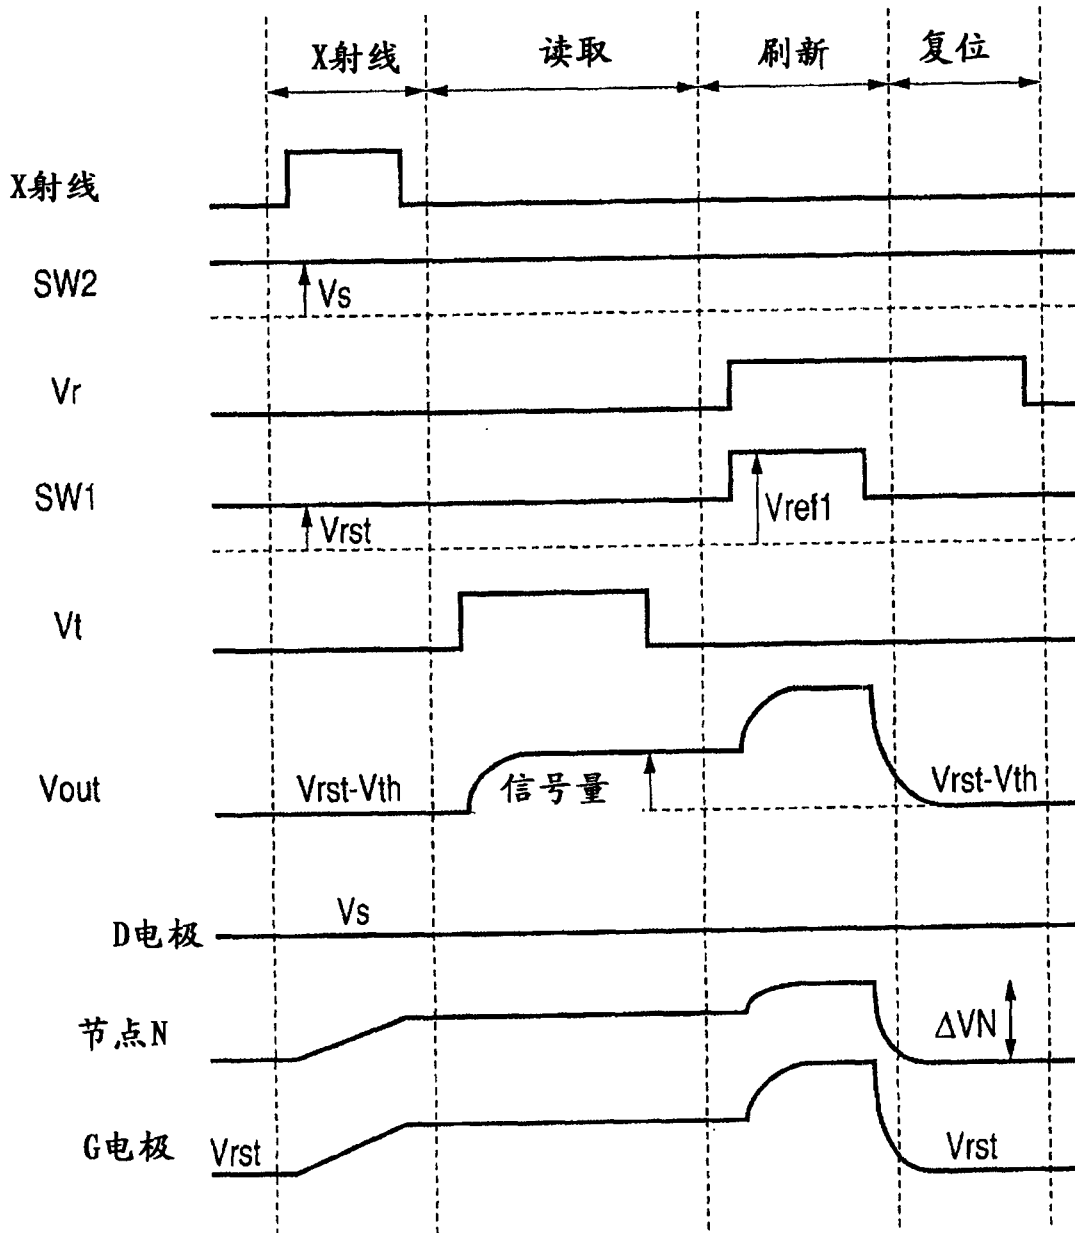 X射线 读取 刷新 复位
X射线
SW2
Vs
Vr
SW1
Vrst
Vref1
Vt
Vout
Vrst-Vth
信号量
Vrst-Vth
D电极
Vs
节点N
ΔVN
G电极
Vrst
Vrst